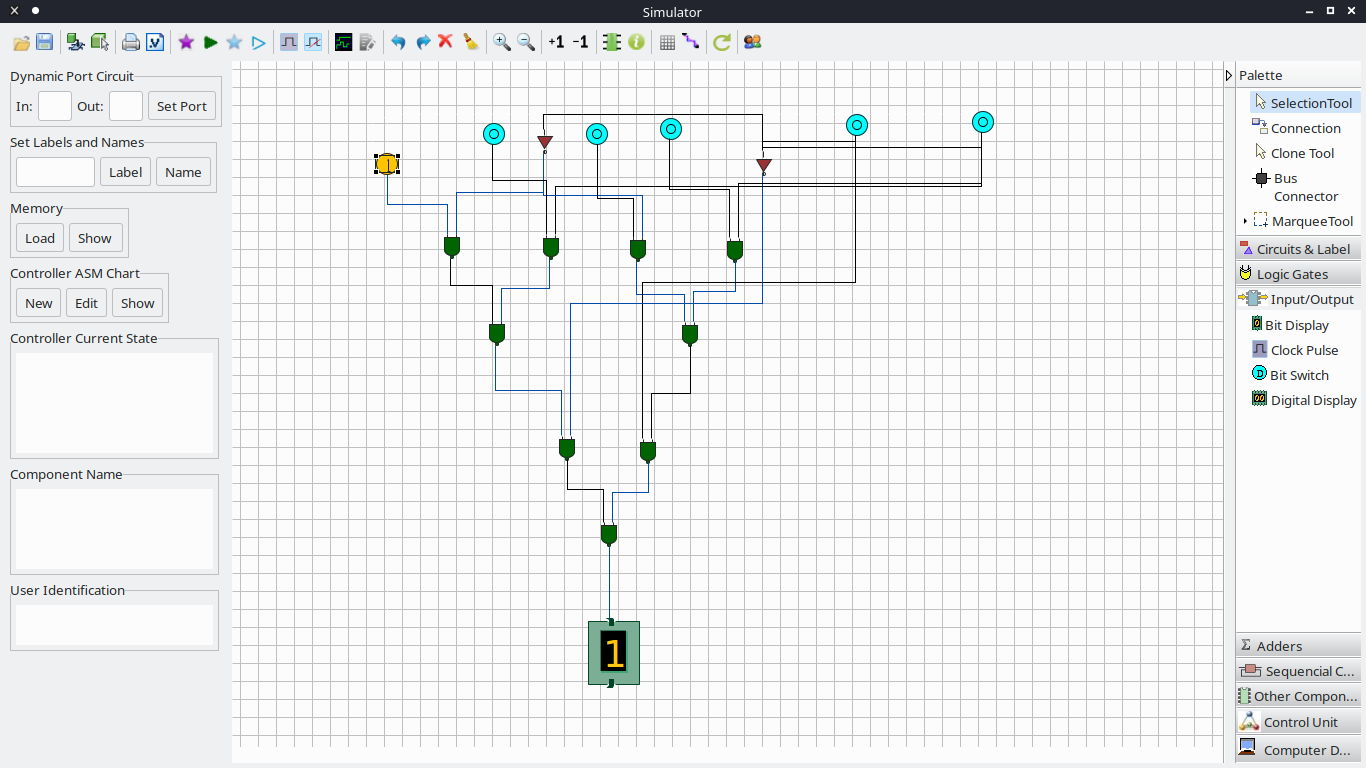 Simulator
+1 −1
Dynamic Port Circuit
In: Out: Set Port
Set Labels and Names
Label Name
Memory
Load Show
Controller ASM Chart
New Edit Show
Controller Current State
Component Name
User Identification
1
1
Palette
SelectionTool
Connection
Clone Tool
Bus
Connector
MarqueeTool
Circuits & Label
Logic Gates
Input/Output
Bit Display
Clock Pulse
D Bit Switch
Digital Display
Σ Adders
Sequencial C...
Other Compon...
Control Unit
Computer D...